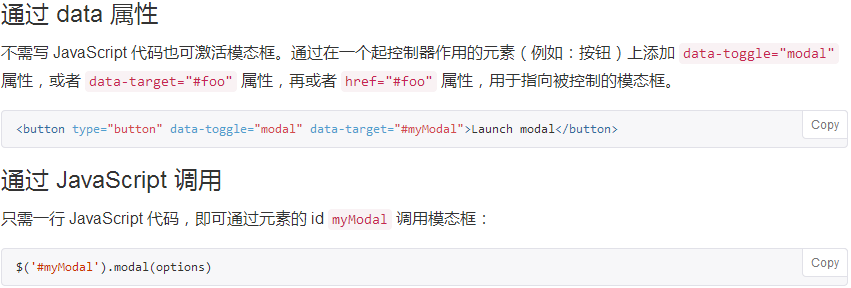 通过 data 属性
不需写 JavaScript 代码也可激活模态框。通过在一个起控制器作用的元素（例如：按钮）上添加 data-toggle="modal"
属性，或者 data-target="#foo" 属性，再或者 href="#foo" 属性，用于指向被控制的模态框。
Copy
<button type="button" data-toggle="modal" data-target="#myModal">Launch modal</button>
通过 JavaScript 调用
只需一行 JavaScript 代码，即可通过元素的 id myModal 调用模态框：
Copy
$('#myModal').modal(options)